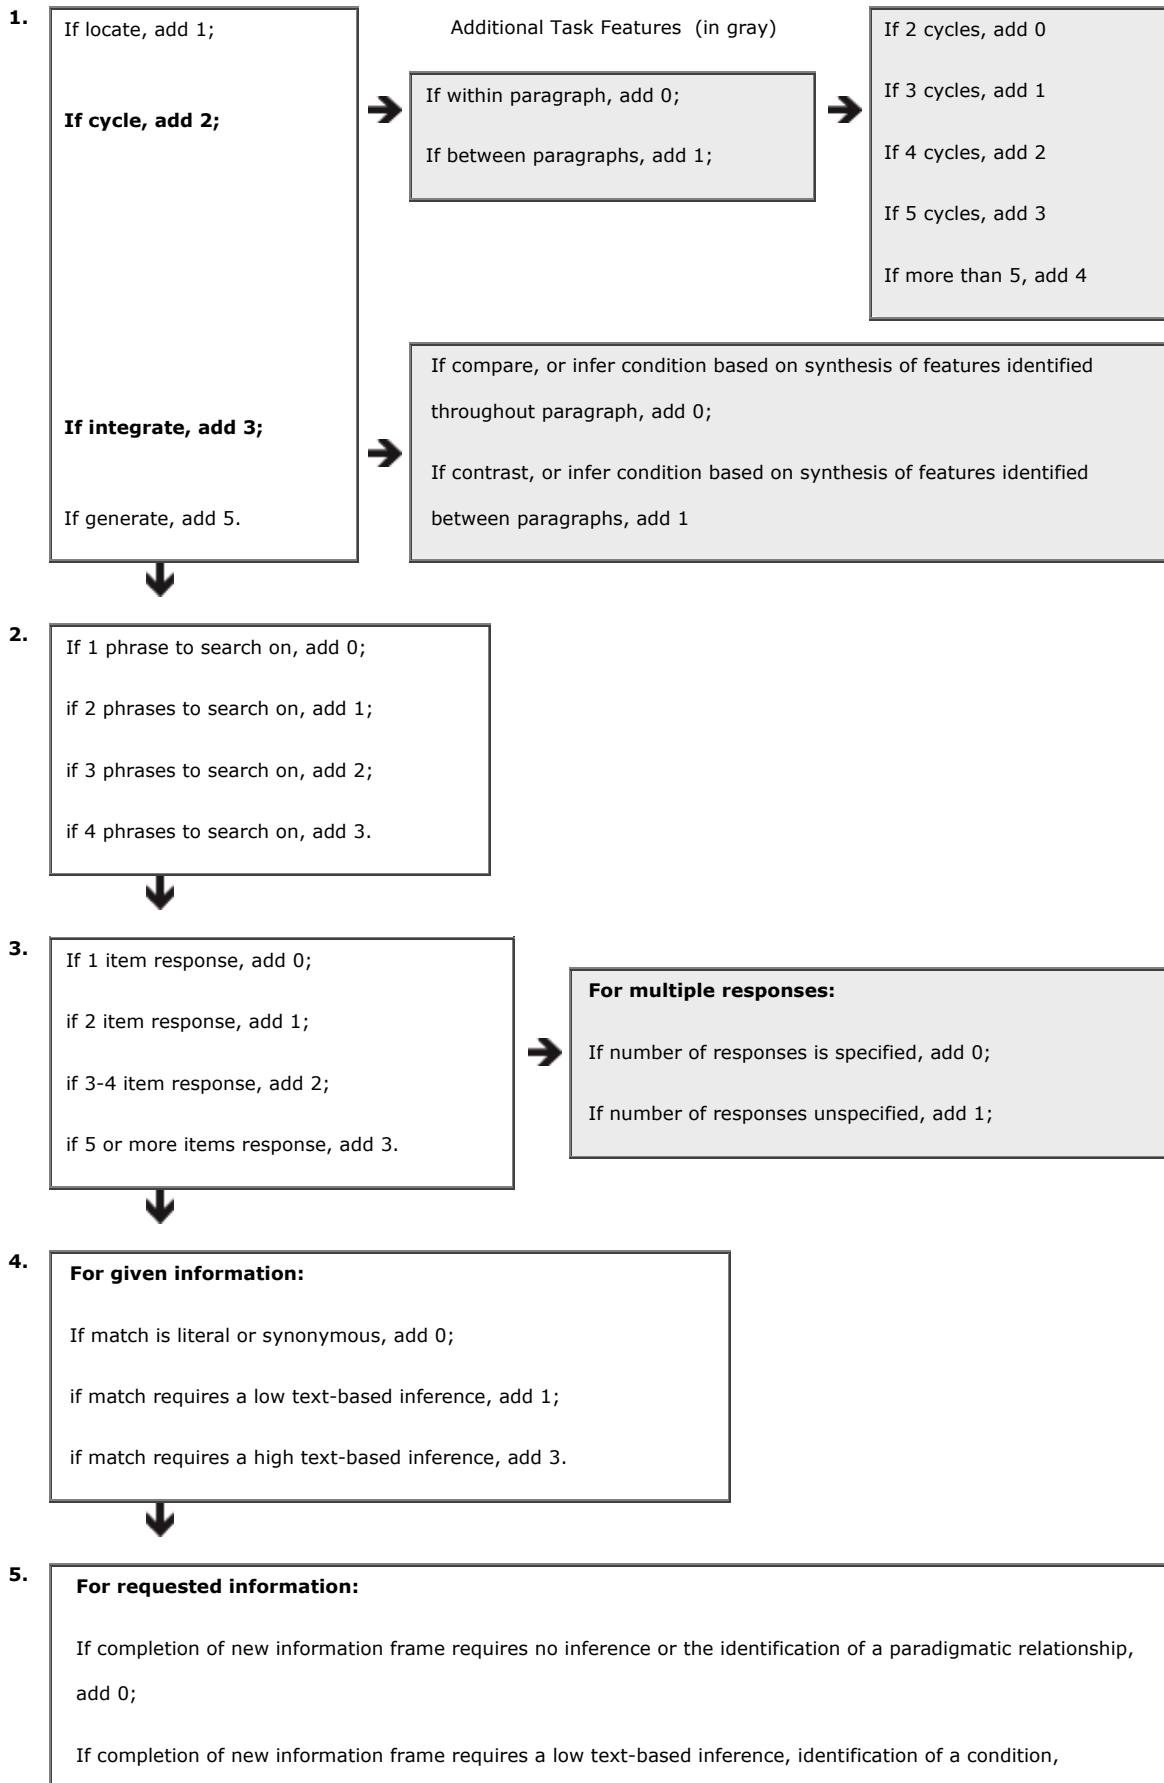 1.
If locate, add 1;
Additional Task Features (in gray)
If cycle, add 2;
If within paragraph, add 0;
If between paragraphs, add 1;
If 2 cycles, add 0
If 3 cycles, add 1
If 4 cycles, add 2
If 5 cycles, add 3
If more than 5, add 4
If integrate, add 3;
If compare, or infer condition based on synthesis of features identified
throughout paragraph, add 0;
If contrast, or infer condition based on synthesis of features identified
between paragraphs, add 1
If generate, add 5.
2.
If 1 phrase to search on, add 0;
if 2 phrases to search on, add 1;
if 3 phrases to search on, add 2;
if 4 phrases to search on, add 3.
3.
If 1 item response, add 0;
if 2 item response, add 1;
if 3-4 item response, add 2;
if 5 or more items response, add 3.
For multiple responses:
If number of responses is specified, add 0;
If number of responses unspecified, add 1;
4.
For given information:
If match is literal or synonymous, add 0;
if match requires a low text-based inference, add 1;
if match requires a high text-based inference, add 3.
5.
For requested information:
If completion of new information frame requires no inference or the identification of a paradigmatic relationship,
add 0;
If completion of new information frame requires a low text-based inference, identification of a condition,